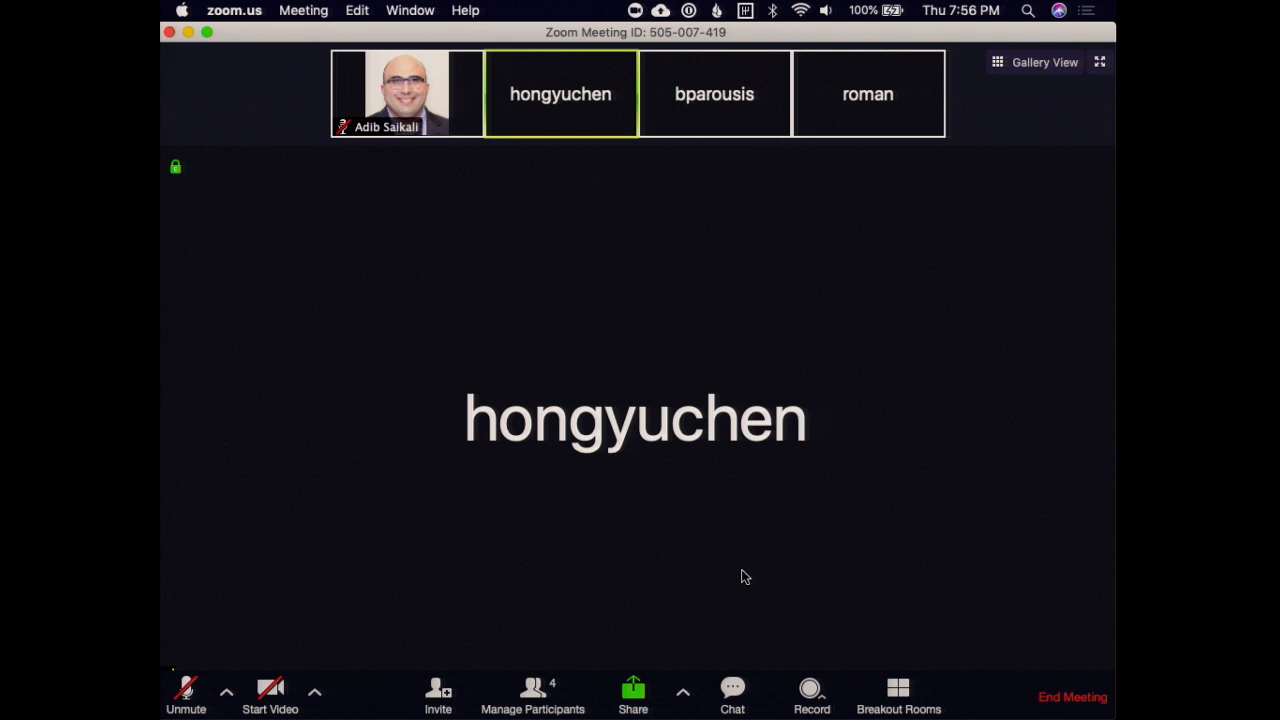 zoom.us Meeting Edit Window Help 100% Thu 7:56 PM
Zoom Meeting ID: 505-007-419
Adib Saikali
hongyuchen
bparousis
roman
Gallery View
hongyuchen
4
Unmute Start Video Invite Manage Participants Share Chat Record Breakout Rooms End Meeting